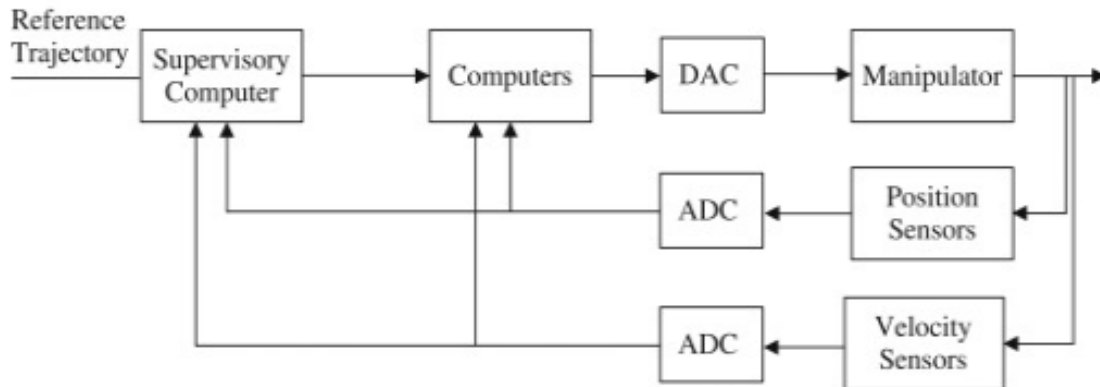 Reference
Trajectory
Supervisory
Computer
Computers
DAC
Manipulator
ADC
Position
Sensors
ADC
Velocity
Sensors